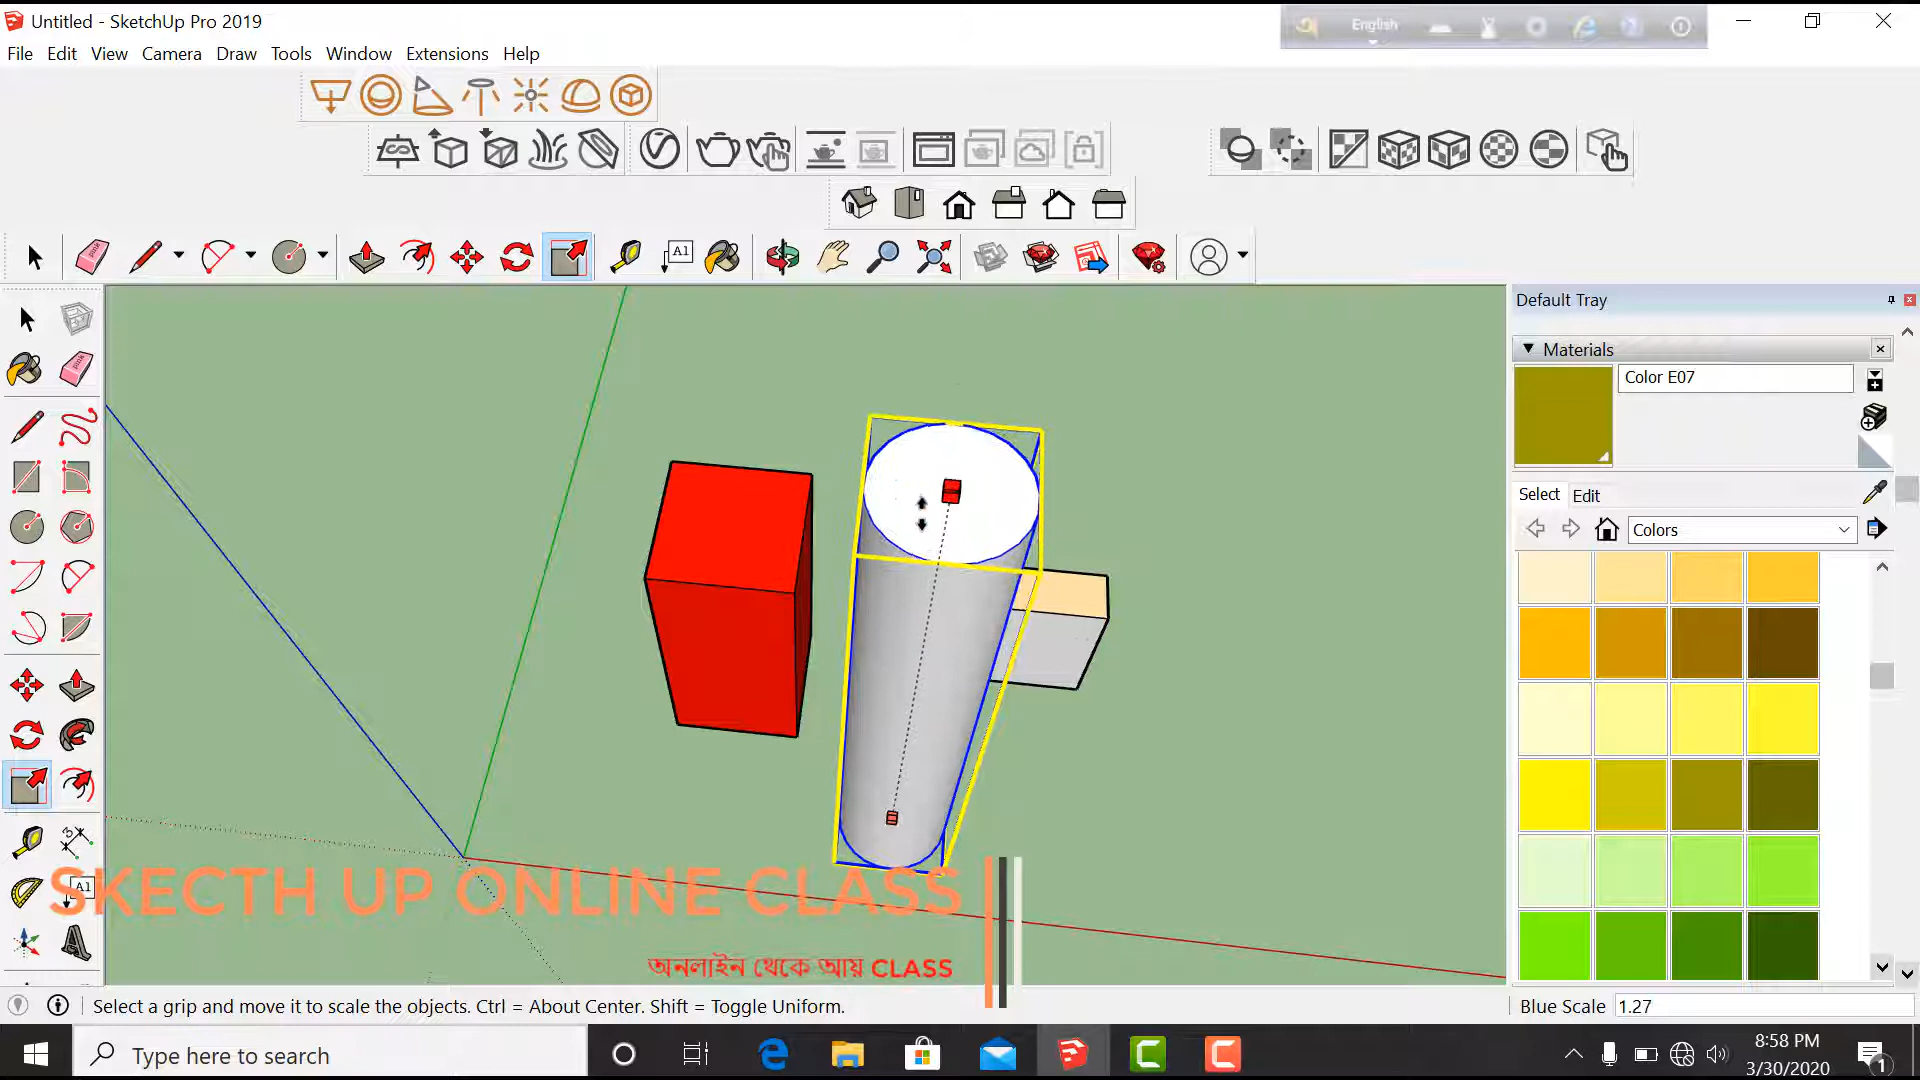 Untitled - SketchUp Pro 2019
English
File Edit View Camera Draw Tools Window Extensions Help
A1
Default Tray
Materials
Color E07
Select Edit
Colors
A1
SKECTH UP ONLINE CLASS
অনলাইন থেকে আয় CLASS
Select a grip and move it to scale the objects. Ctrl = About Center. Shift = Toggle Uniform.
Blue Scale 1.27
Type here to search
8:58 PM
3/30/2020
1